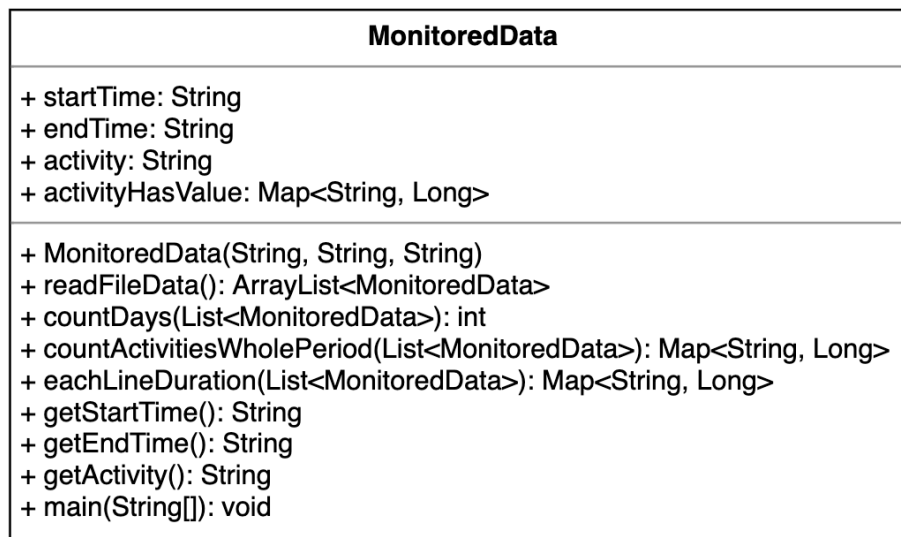 MonitoredData
+ startTime: String
+ endTime: String
+ activity: String
+ activityHasValue: Map<String, Long>
+ MonitoredData(String, String, String)
+ readFileData(): ArrayList<MonitoredData>
+ countDays(List<MonitoredData>): int
+ countActivitiesWholePeriod(List<MonitoredData>): Map<String, Long>
+ eachLineDuration(List<MonitoredData>): Map<String, Long>
+ getStartTime(): String
+ getEndTime(): String
+ getActivity(): String
+ main(String[]): void